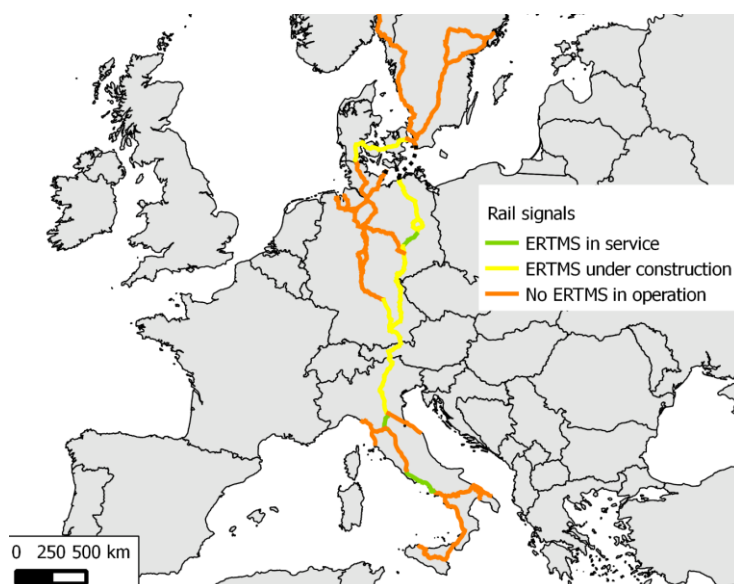 Rail signals
ERTMS in service
ERTMS under construction
No ERTMS in operation
0 250 500 km